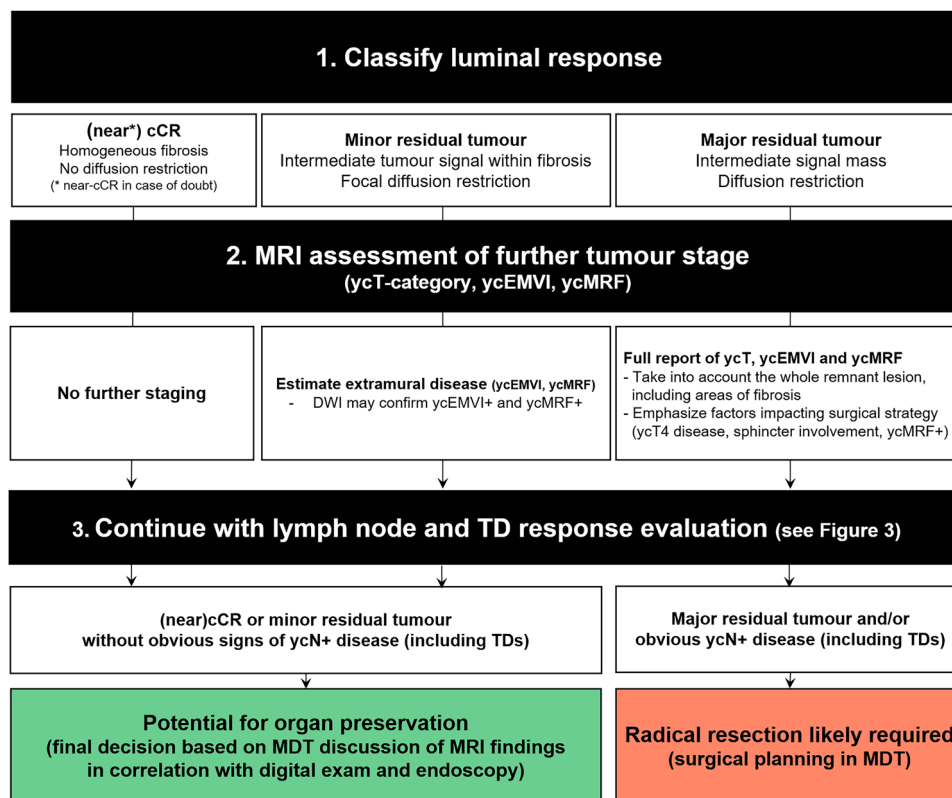 1. Classify luminal response
(near*) cCR
Homogeneous fibrosis
No diffusion restriction
(* near-cCR in case of doubt)
Minor residual tumour
Intermediate tumour signal within fibrosis
Focal diffusion restriction
Major residual tumour
Intermediate signal mass
Diffusion restriction
2. MRI assessment of further tumour stage
(ycT-category, ycEMVI, ycMRF)
No further staging
Estimate extramural disease (ycEMVI, ycMRF)
- DWI may confirm ycEMVI+ and ycMRF+
Full report of ycT, ycEMVI and ycMRF
- Take into account the whole remnant lesion,
including areas of fibrosis
- Emphasize factors impacting surgical strategy
(ycT4 disease, sphincter involvement, ycMRF+)
3. Continue with lymph node and TD response evaluation (see Figure 3)
(near)cCR or minor residual tumour
without obvious signs of ycN+ disease (including TDs)
Major residual tumour and/or
obvious ycN+ disease (including TDs)
Potential for organ preservation
(final decision based on MDT discussion of MRI findings
in correlation with digital exam and endoscopy)
Radical resection likely required
(surgical planning in MDT)